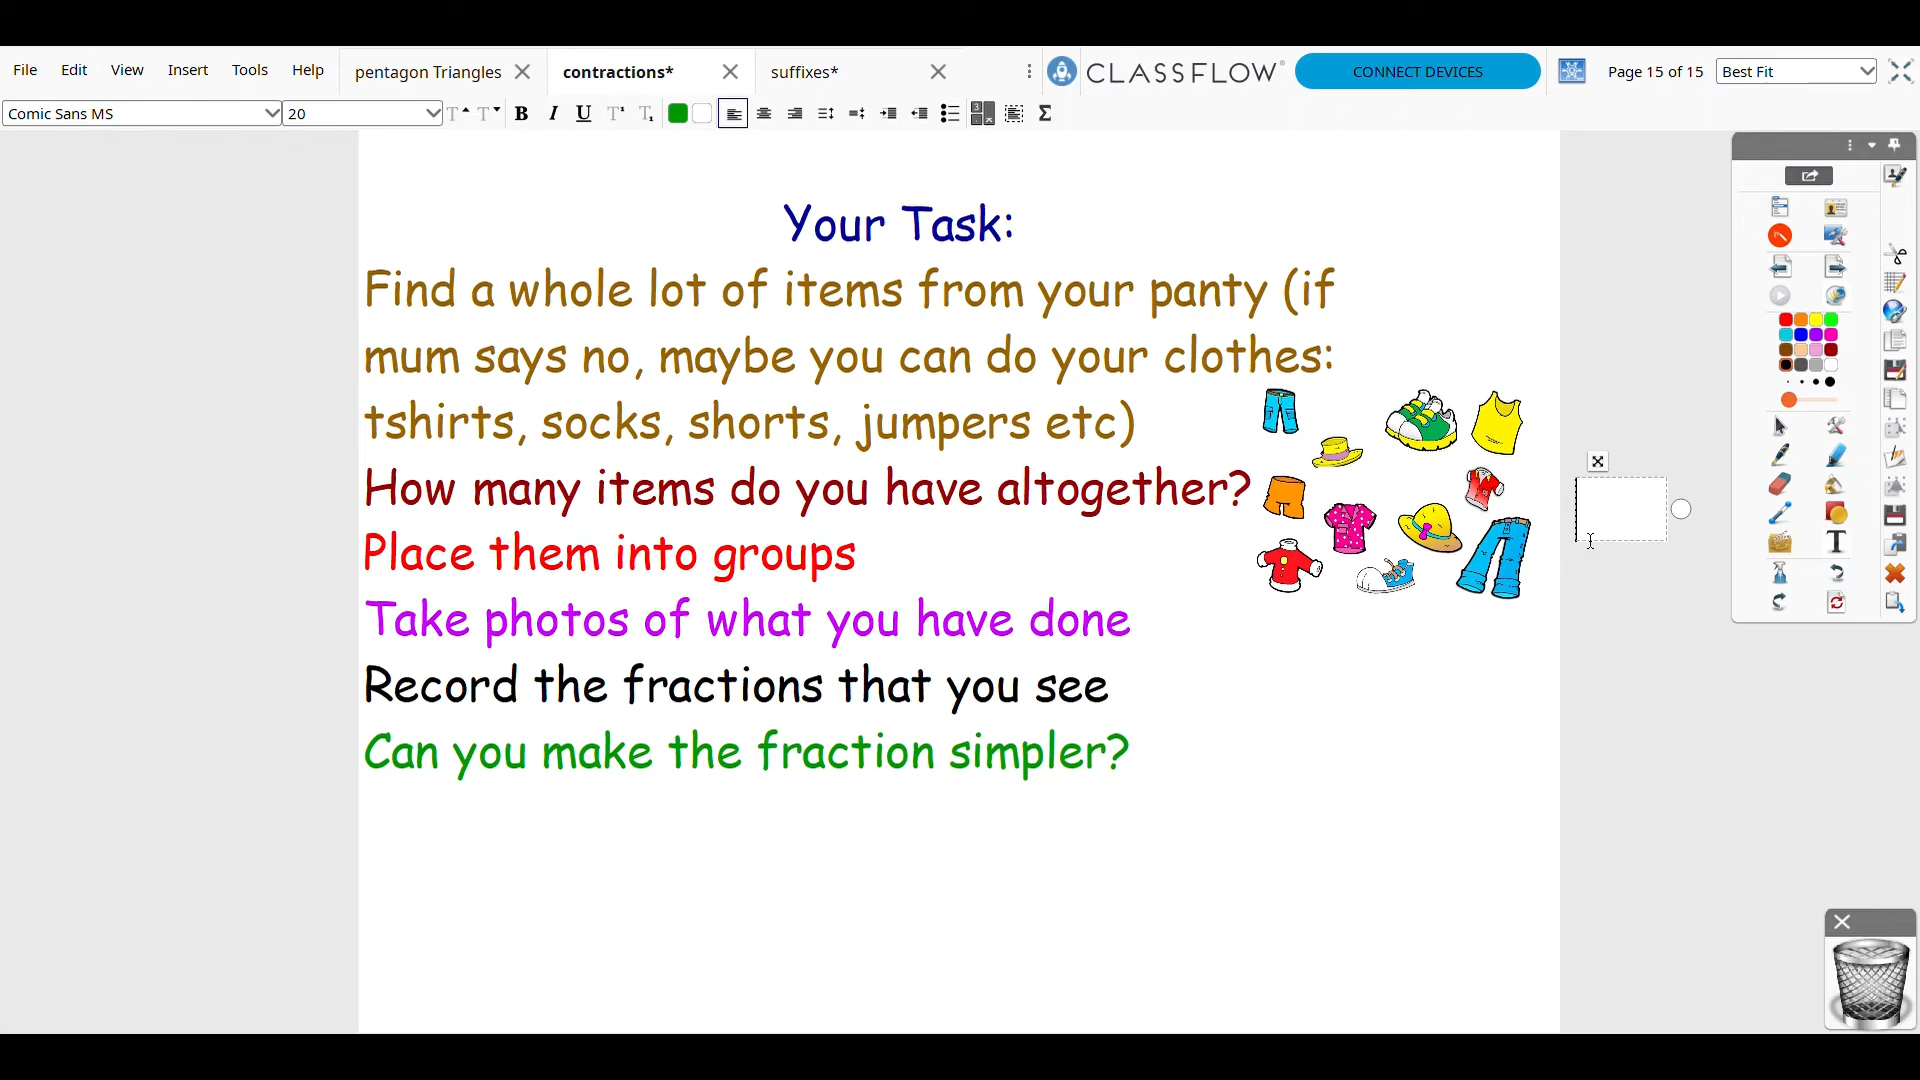 File Edit View Insert Tools Help
pentagon Triangles
contractions*
suffixes*
CLASSFLOW
CONNECT DEVICES
Page 15 of 15
Best Fit
Comic Sans MS
20
Your Task:
Find a whole lot of items from your panty (if
mum says no, maybe you can do your clothes:
tshirts, socks, shorts, jumpers etc)
How many items do you have altogether?
Place them into groups
Take photos of what you have done
Record the fractions that you see
Can you make the fraction simpler?